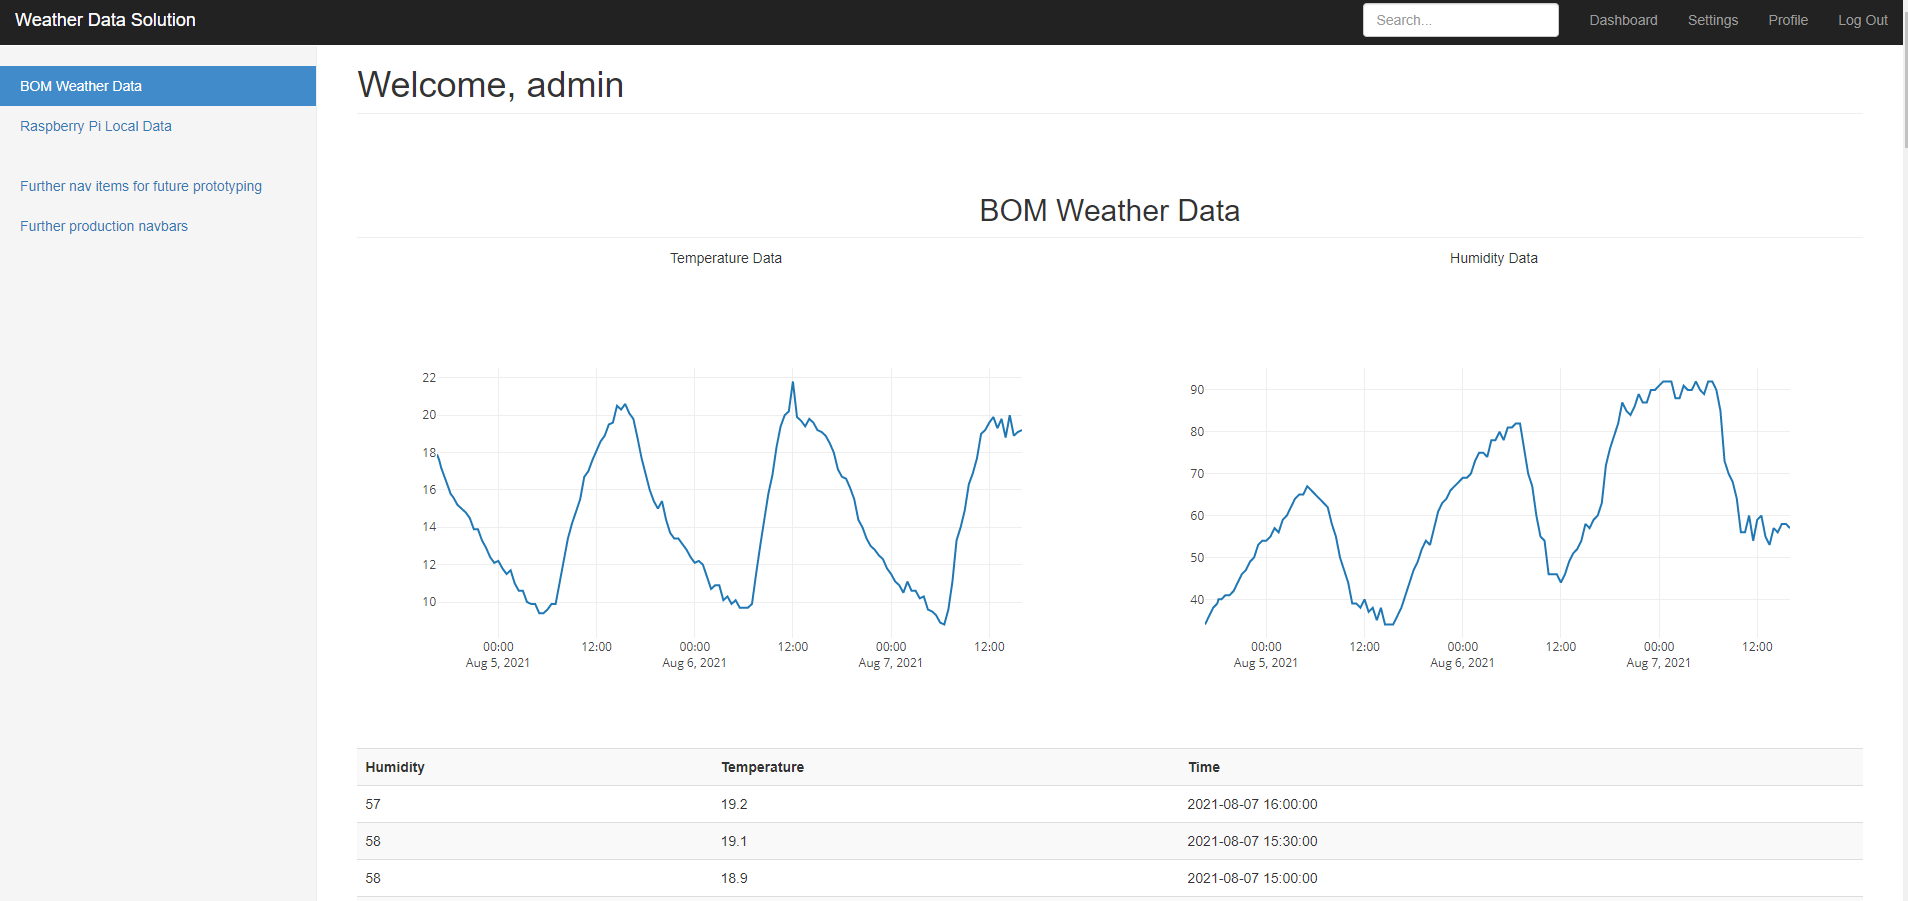 Weather Data Solution
Search...
Dashboard Settings Profile Log Out
BOM Weather Data
Raspberry Pi Local Data
Further nav items for future prototyping
Further production navbars
Welcome, admin
BOM Weather Data
Temperature Data
22
20
18
16
14
12
10
00:00 12:00 00:00 12:00 00:00 12:00
Aug 5, 2021 Aug 6, 2021 Aug 7, 2021
Humidity Data
90
80
70
60
50
40
00:00 12:00 00:00 12:00 00:00 12:00
Aug 5, 2021 Aug 6, 2021 Aug 7, 2021
Humidity Temperature Time
57 19.2 2021-08-07 16:00:00
58 19.1 2021-08-07 15:30:00
58 18.9 2021-08-07 15:00:00